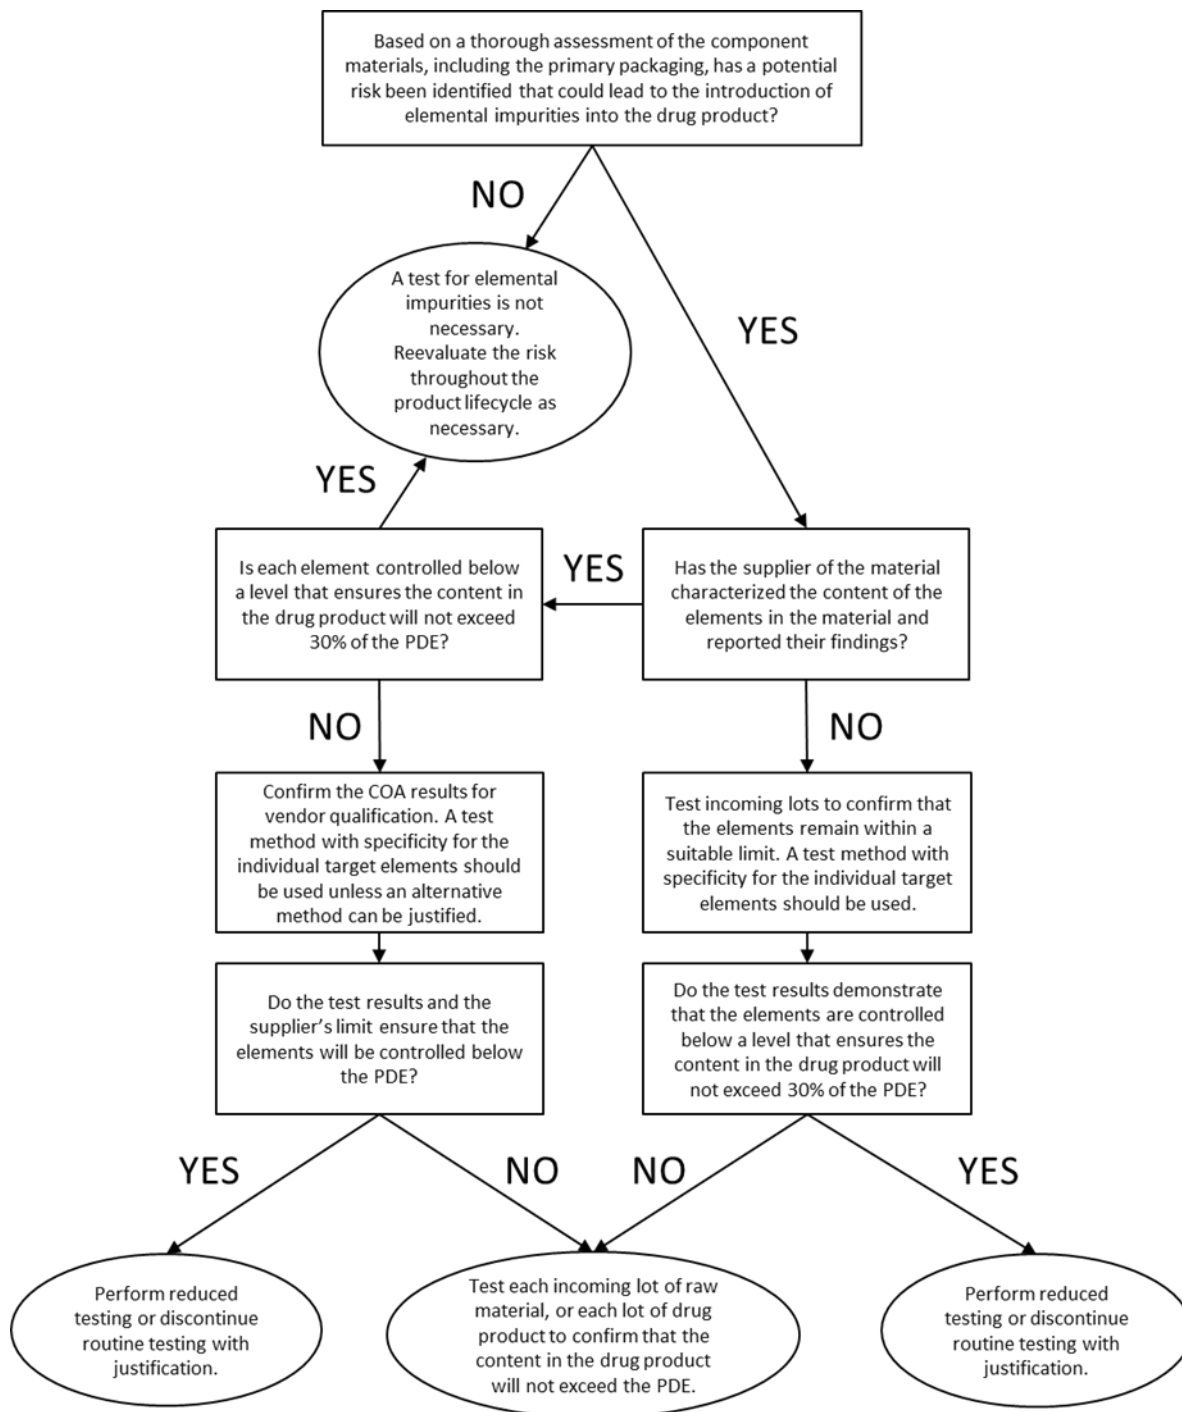 Based on a thorough assessment of the component
materials, including the primary packaging, has a potential
risk been identified that could lead to the introduction of
elemental impurities into the drug product?
NO
A test for elemental
impurities is not
necessary.
Reevaluate the risk
throughout the
product lifecycle as
necessary.
YES
YES
Is each element controlled below
a level that ensures the content in
the drug product will not exceed
30% of the PDE?
YES
Has the supplier of the material
characterized the content of the
elements in the material and
reported their findings?
NO
NO
Confirm the COA results for
vendor qualification. A test
method with specificity for the
individual target elements should
be used unless an alternative
method can be justified.
Test incoming lots to confirm that
the elements remain within a
suitable limit. A test method with
specificity for the individual target
elements should be used.
Do the test results and the
supplier's limit ensure that the
elements will be controlled below
the PDE?
Do the test results demonstrate
that the elements are controlled
below a level that ensures the
content in the drug product will
not exceed 30% of the PDE?
YES
NO
NO
YES
Perform reduced
testing or discontinue
routine testing with
justification.
Test each incoming lot of raw
material, or each lot of drug
product to confirm that the
content in the drug product
will not exceed the PDE.
Perform reduced
testing or discontinue
routine testing with
justification.